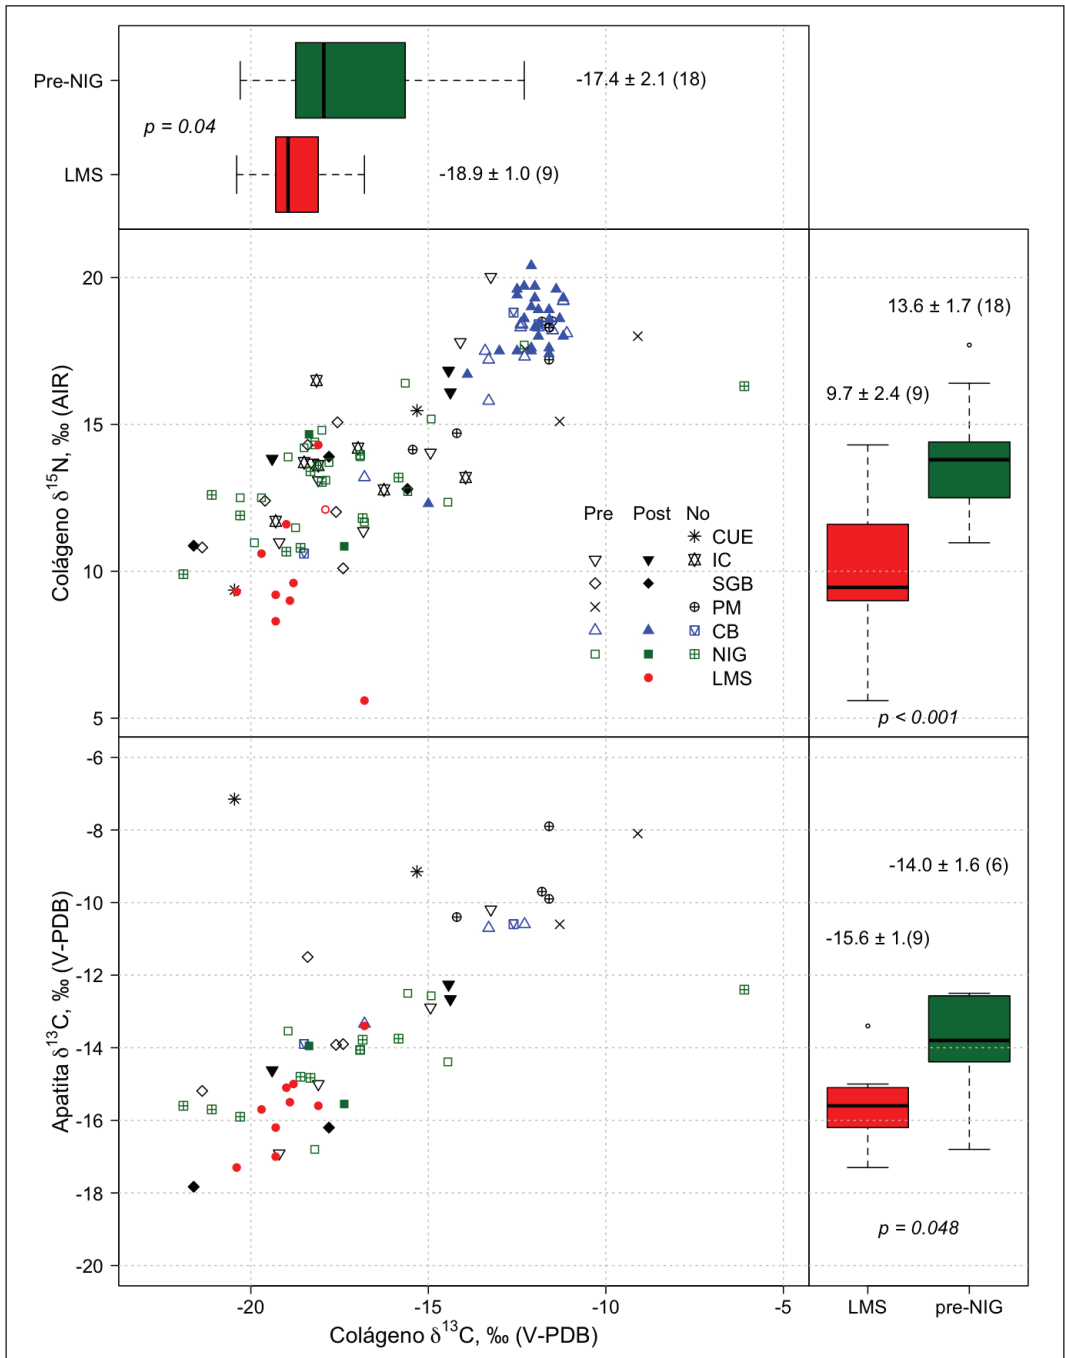 Pre-NIG
-17.4 ± 2.1 (18)
p = 0.04
LMS
-18.9 ± 1.0 (9)
20
15
10
5
Colágeno δ15N, ‰ (AIR)
13.6 ± 1.7 (18)
9.7 ± 2.4 (9)
p < 0.001
Pre Post No
CUE
IC
SGB
PM
CB
NIG
LMS
-6
-8
-10
-12
-14
-16
-18
-20
Apatita δ13C, ‰ (V-PDB)
-14.0 ± 1.6 (6)
-15.6 ± 1.(9)
p = 0.048
-20 -15 -10 -5
LMS pre-NIG
Colágeno δ13C, ‰ (V-PDB)